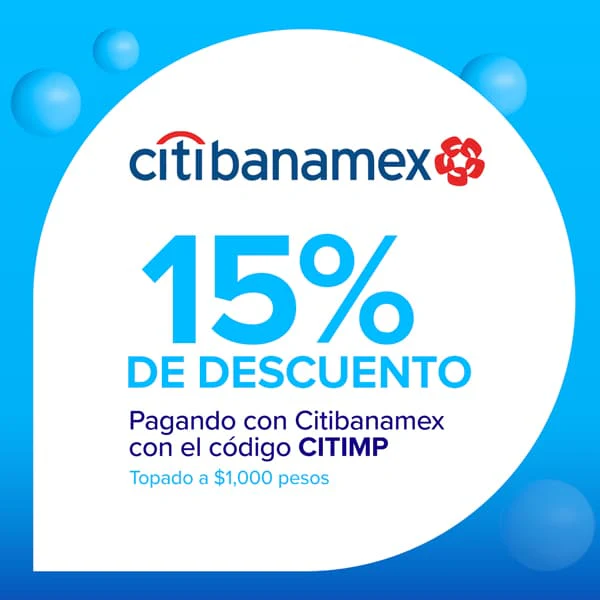 citibanamex
15%
DE DESCUENTO
Pagando con Citibanamex
con el código CITIMP
Topado a $1,000 pesos